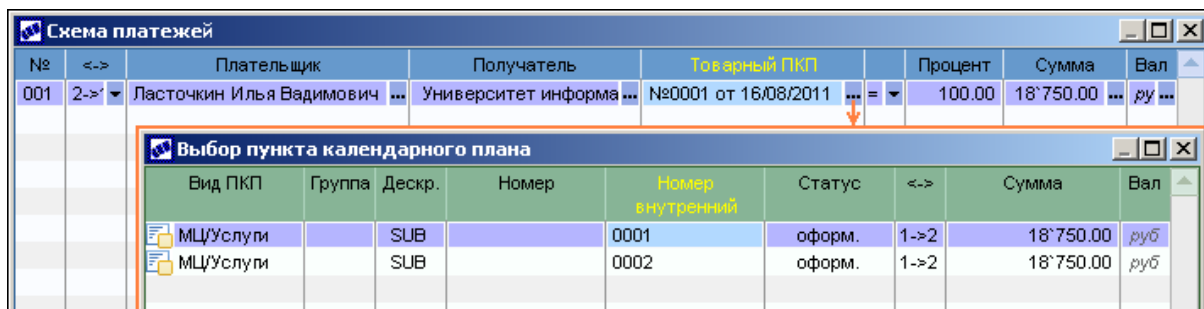 Схема платежей
№ <-> Плательщик Получатель Товарный ПКП Процент Сумма Вал
001 2->1 Ласточкин Илья Вадимович ... Университет информа ... №0001 от 16/08/2011 ... = 100.00 18`750.00 ... ру ...
Выбор пункта календарного плана
Вид ПКП Группа Дескр. Номер Номер внутренний Статус <-> Сумма Вал
МЦ/Услуги SUB 0001 оформ. 1->2 18`750.00 руб
МЦ/Услуги SUB 0002 оформ. 1->2 18`750.00 руб